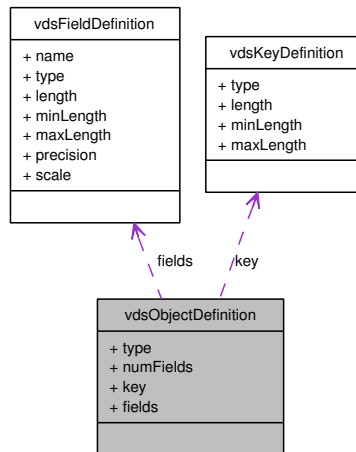 vdsFieldDefinition
+ name
+ type
+ length
+ minLength
+ maxLength
+ precision
+ scale
vdsKeyDefinition
+ type
+ length
+ minLength
+ maxLength
fields
key
vdsObjectDefinition
+ type
+ numFields
+ key
+ fields